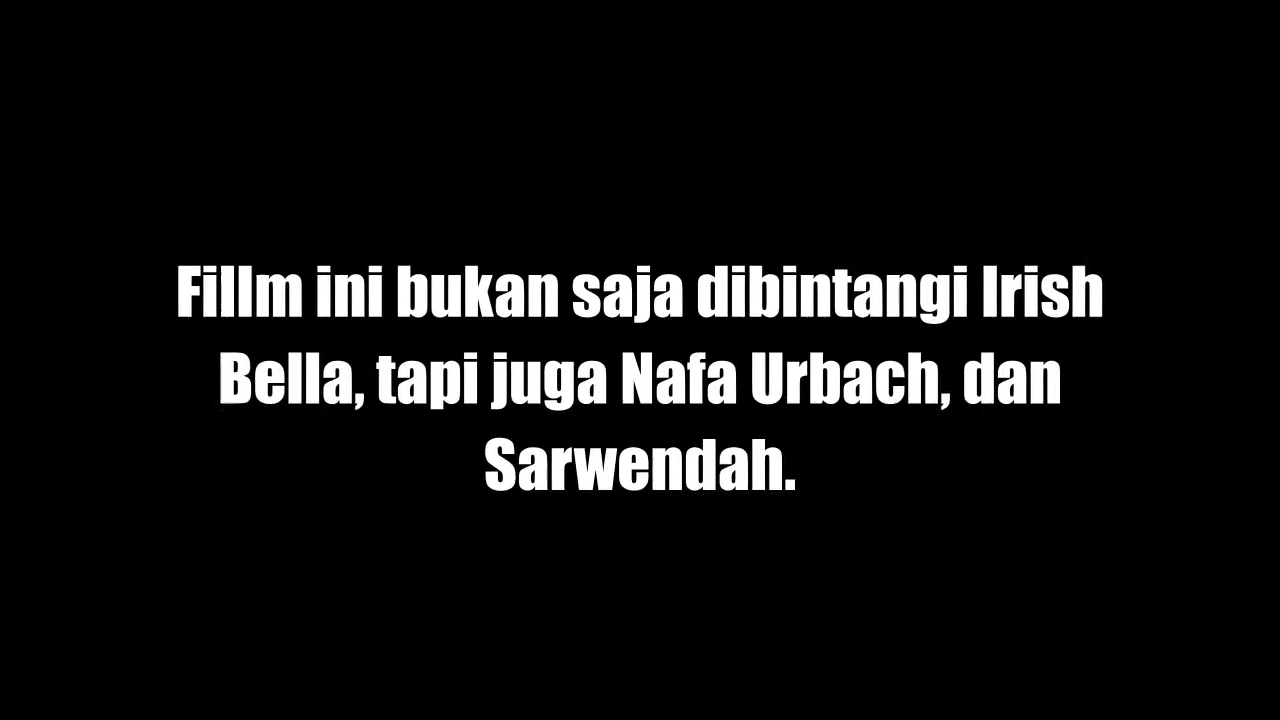 Fillm ini bukan saja dibintangi Irish
Bella, tapi juga Nafa Urbach, dan
Sarwendah.